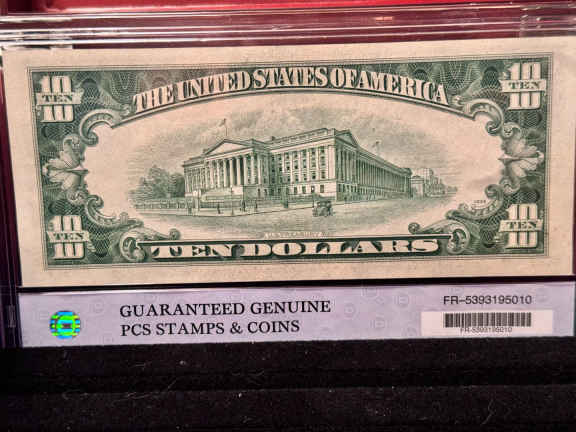 10 TEN 10
THE UNITED STATES OF AMERICA
10 TEN 10
10 TEN 10
U.S. TREASURY
TEN DOLLARS
10 TEN 10
GUARANTEED GENUINE
PCS STAMPS & COINS
FR-5393195010
FR-5393195010